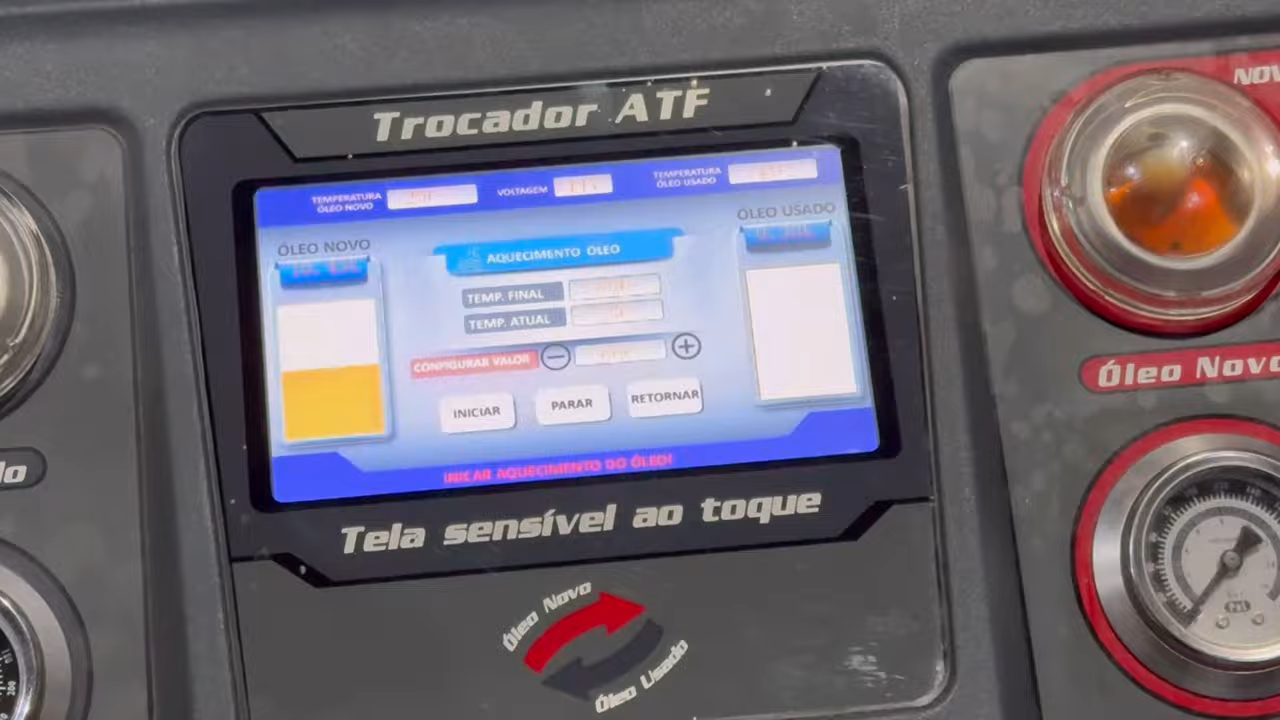 Trocador ATF
TEMPERATURA
ÓLEO NOVO
VOLTAGEM
TEMPERATURA
ÓLEO USADO
ÓLEO NOVO
AQUECIMENTO ÓLEO
ÓLEO USADO
TEMP. FINAL
TEMP. ATUAL
CONFIGURAR VALOR
INICIAR
PARAR
RETORNAR
INICAR AQUECIMENTO DO ÓLEO!
Tela sensível ao toque
Óleo Novo
Óleo Usado
Óleo Novo